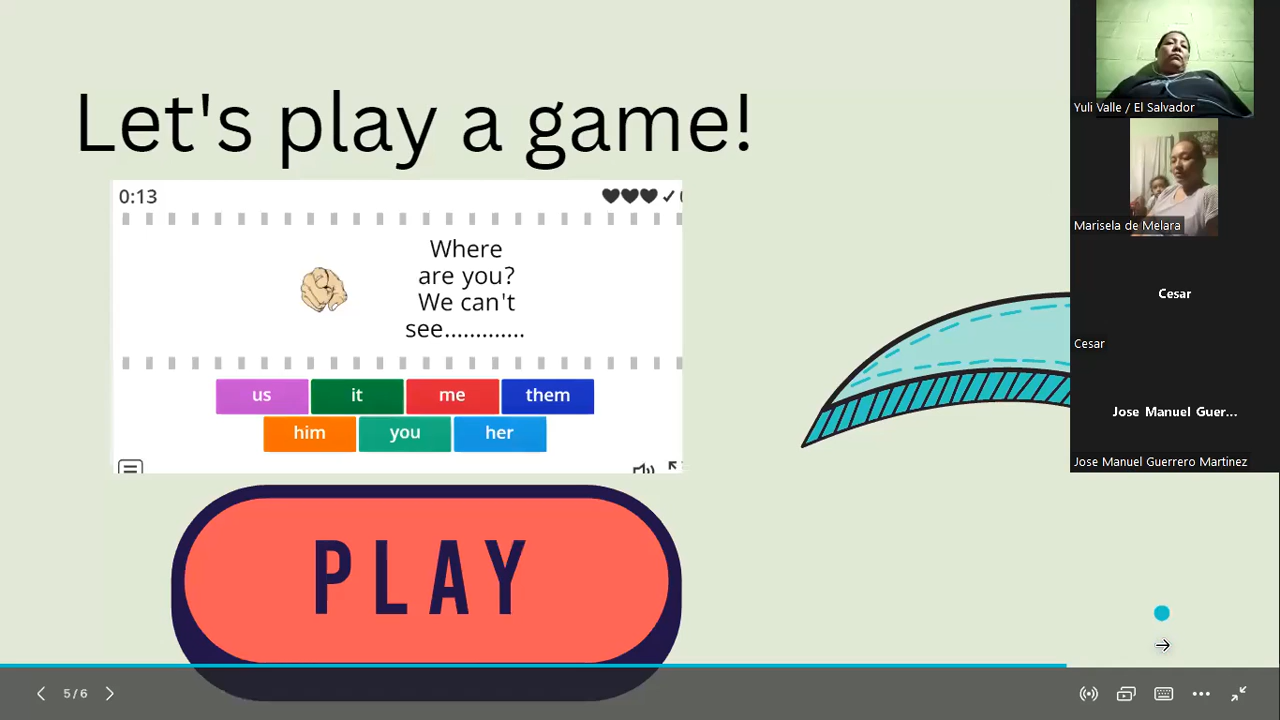 Let's play a game!
0:13
Where
are you?
We can't
see.............
us
it
me
them
him
you
her
PLAY
5/6
Yuli Valle / El Salvador
Marisela de Melara
Cesar
Cesar
Jose Manuel Guer...
Jose Manuel Guerrero Martinez